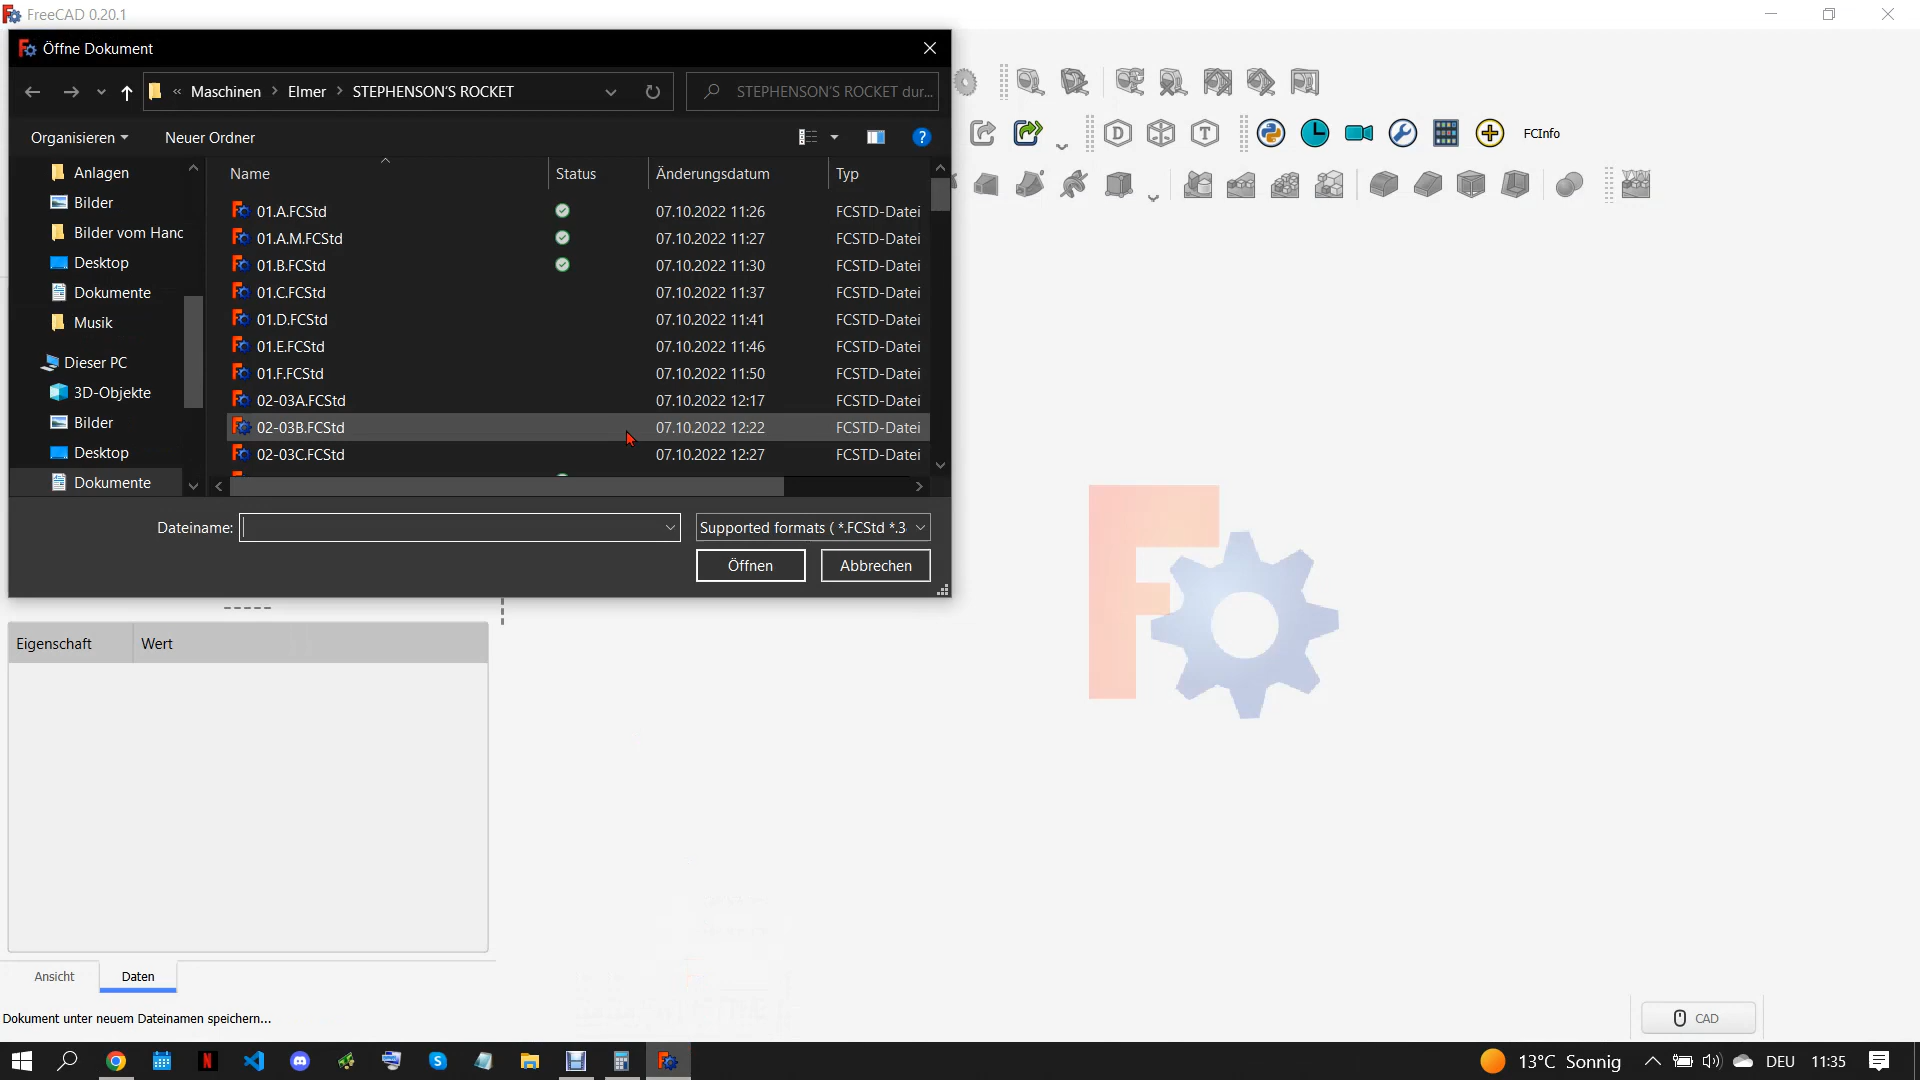 FreeCAD 0.20.1
Öffne Dokument
« Maschinen > Elmer > STEPHENSON'S ROCKET
STEPHENSON'S ROCKET dur...
Organisieren
Neuer Ordner
FCInfo
Name Status Änderungsdatum Typ
Anlagen
Bilder
Bilder vom Hanc
Desktop
Dokumente
Musik
Dieser PC
3D-Objekte
Bilder
Desktop
Dokumente
01.A.FCStd 07.10.2022 11:26 FCSTD-Datei
01.A.M.FCStd 07.10.2022 11:27 FCSTD-Datei
01.B.FCStd 07.10.2022 11:30 FCSTD-Datei
01.C.FCStd 07.10.2022 11:37 FCSTD-Datei
01.D.FCStd 07.10.2022 11:41 FCSTD-Datei
01.E.FCStd 07.10.2022 11:46 FCSTD-Datei
01.F.FCStd 07.10.2022 11:50 FCSTD-Datei
02-03A.FCStd 07.10.2022 12:17 FCSTD-Datei
02-03B.FCStd 07.10.2022 12:22 FCSTD-Datei
02-03C.FCStd 07.10.2022 12:27 FCSTD-Datei
Dateiname:
Supported formats ( *.FCStd *.3
Öffnen
Abbrechen
Eigenschaft Wert
Ansicht Daten
Dokument unter neuem Dateinamen speichern...
CAD
13°C Sonnig
DEU
11:35